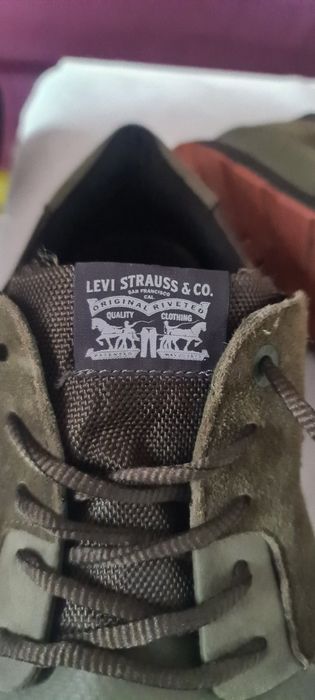 LEVI STRAUSS & CO.
SAN FRANCISCO
CAL.
ORIGINAL RIVETED
QUALITY CLOTHING